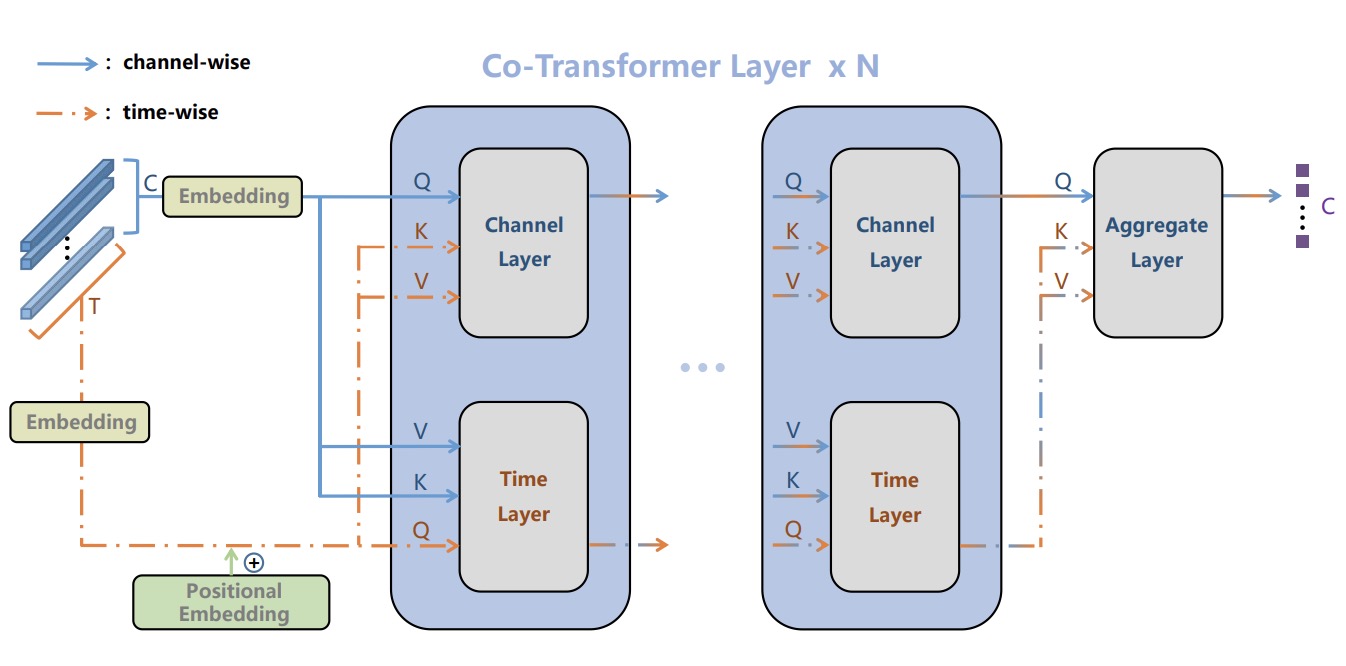 Co-Transformer Layer x N
: channel-wise
: time-wise
C
Embedding
T
Embedding
Positional
Embedding
Q
K
V
Channel
Layer
V
K
Q
Time
Layer
Q
K
V
Channel
Layer
V
K
Q
Time
Layer
Q
K
V
Aggregate
Layer
C